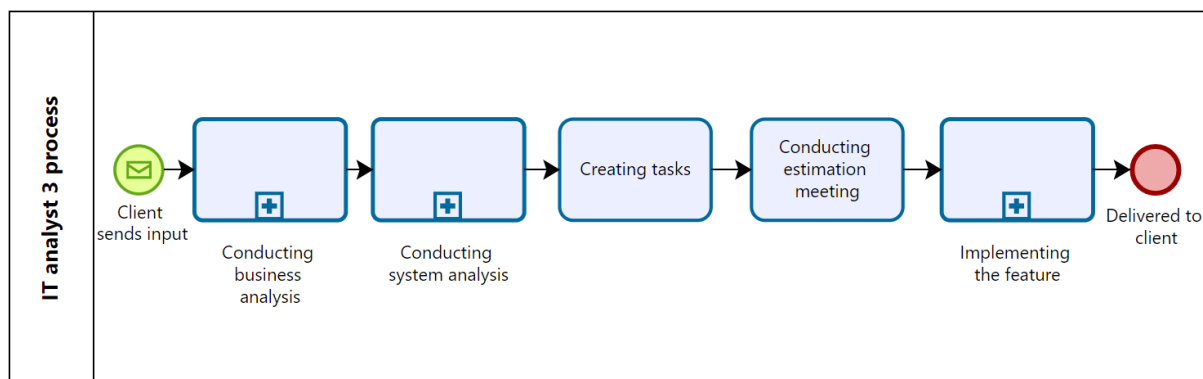 IT analyst 3 process
Client
sends input
Conducting
business
analysis
Conducting
system analysis
Creating tasks
Conducting
estimation
meeting
Implementing
the feature
Delivered to
client